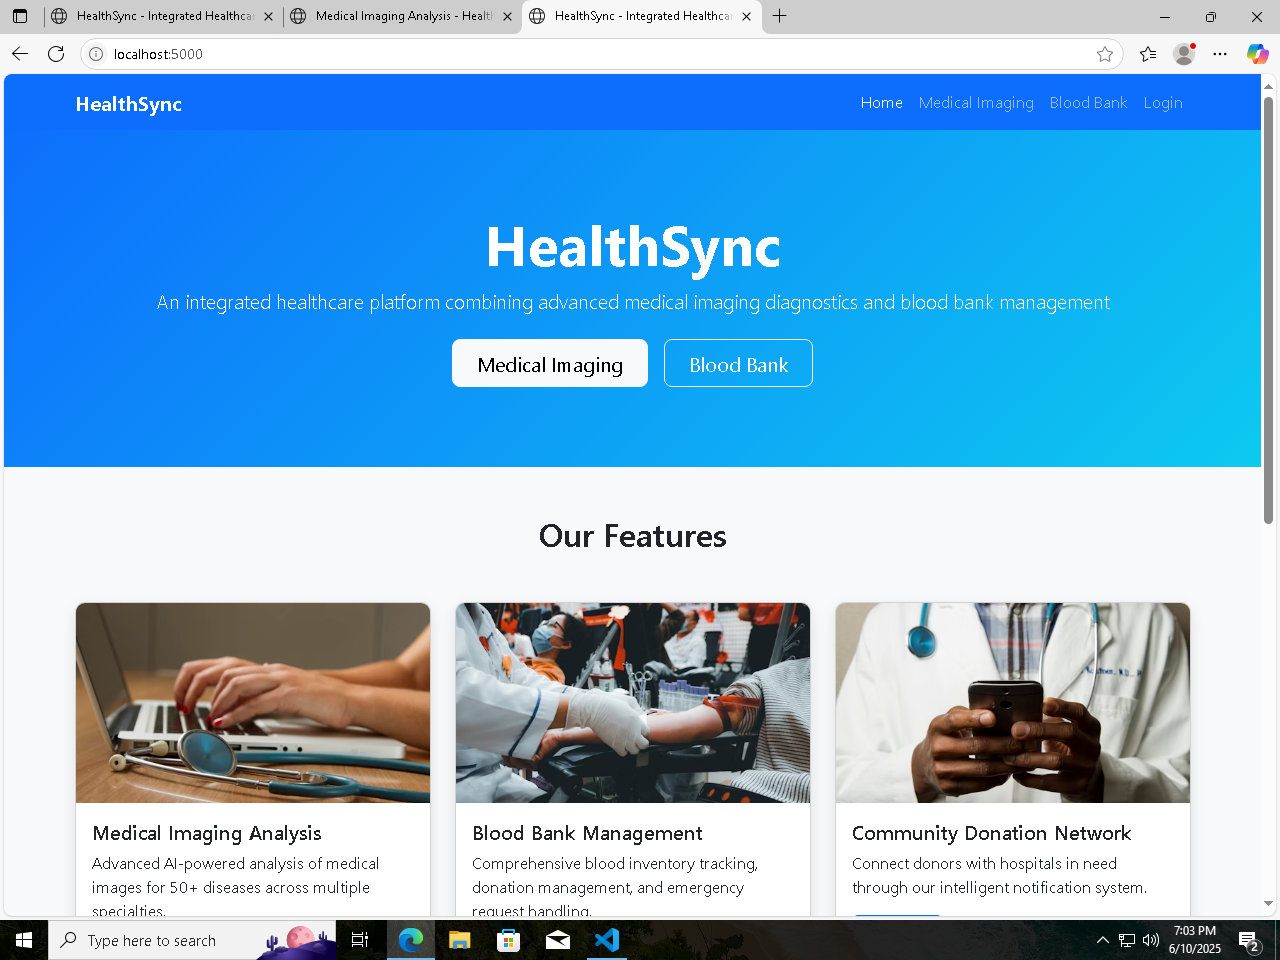 HealthSync - Integrated Healthcar
Medical Imaging Analysis - Healt
HealthSync - Integrated Healthcar
localhost:5000
HealthSync
Home
Medical Imaging
Blood Bank
Login
HealthSync
An integrated healthcare platform combining advanced medical imaging diagnostics and blood bank management
Medical Imaging
Blood Bank
Our Features
Medical Imaging Analysis
Advanced AI-powered analysis of medical
images for 50+ diseases across multiple
specialties.
Blood Bank Management
Comprehensive blood inventory tracking,
donation management, and emergency
request handling.
Community Donation Network
Connect donors with hospitals in need
through our intelligent notification system.
Type here to search
7:03 PM
6/10/2025
2